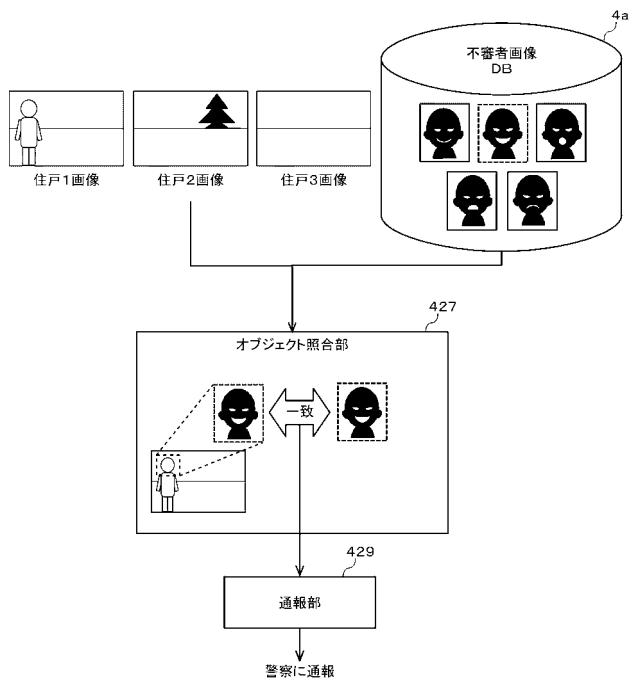 4a
不審者画像
DB
住戸1画像
住戸2画像
住戸3画像
427
オブジェクト照合部
一致
429
通報部
警察に通報